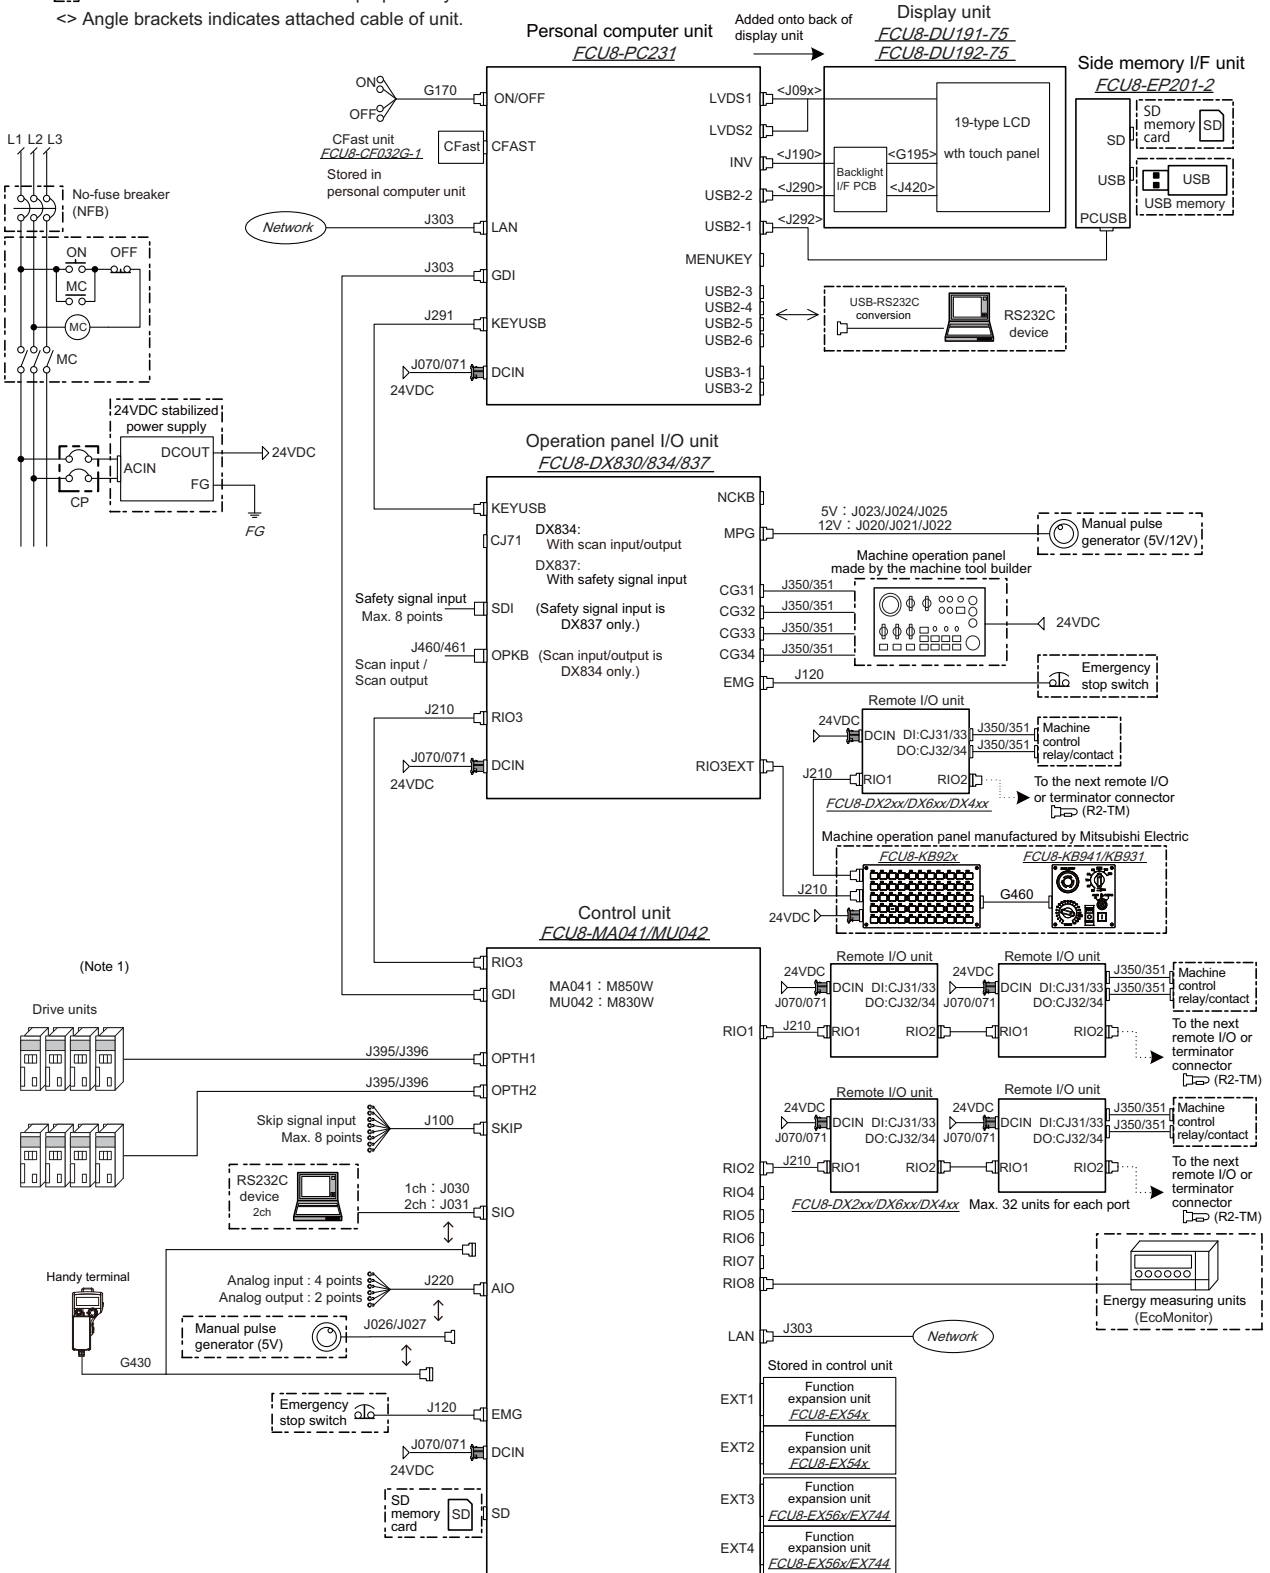 <> Angle brackets indicates attached cable of unit.
Personal computer unit
FCU8-PC231
Added onto back of
display unit
Display unit
FCU8-DU191-75
FCU8-DU192-75
Side memory I/F unit
FCU8-EP201-2
ON
OFF
G170
ON/OFF
CFast unit
FCU8-CF032G-1
CFast
CFAST
Stored in
personal computer unit
Network
J303
LAN
J303
GDI
J291
KEYUSB
J070/071
DCIN
24VDC
LVDS1
<J09x>
LVDS2
INV
<J190>
USB2-2
<J290>
USB2-1
<J292>
MENUKEY
USB2-3
USB2-4
USB2-5
USB2-6
USB3-1
USB3-2
Backlight
I/F PCB
<G195>
<J420>
19-type LCD
wth touch panel
SD
USB
PCUSB
SD
memory
card
SD
USB
USB memory
USB-RS232C
conversion
RS232C
device
L1 L2 L3
No-fuse breaker
(NFB)
ON
OFF
MC
MC
MC
24VDC stabilized
power supply
DCOUT
ACIN
FG
24VDC
CP
FG
Operation panel I/O unit
FCU8-DX830/834/837
KEYUSB
CJ71
DX834:
With scan input/output
DX837:
With safety signal input
Safety signal input
Max. 8 points
SDI
(Safety signal input is
DX837 only.)
J460/461
Scan input /
Scan output
OPKB
(Scan input/output is
DX834 only.)
J210
RIO3
J070/071
DCIN
24VDC
NCKB
MPG
5V : J023/J024/J025
12V : J020/J021/J022
Manual pulse
generator (5V/12V)
Machine operation panel
made by the machine tool builder
CG31
J350/351
CG32
J350/351
CG33
J350/351
CG34
J350/351
24VDC
EMG
J120
Emergency
stop switch
Remote I/O unit
24VDC
DCIN
DI:CJ31/33
DO:CJ32/34
J350/351
J350/351
Machine
control
relay/contact
RIO3EXT
J210
RIO1
RIO2
To the next remote I/O
or terminator connector
(R2-TM)
FCU8-DX2xx/DX6xx/DX4xx
Machine operation panel manufactured by Mitsubishi Electric
FCU8-KB92x
FCU8-KB941/KB931
J210
G460
24VDC
Control unit
FCU8-MA041/MU042
RIO3
GDI
MA041 : M850W
MU042 : M830W
(Note 1)
Drive units
J395/J396
OPTH1
J395/J396
OPTH2
Skip signal input
Max. 8 points
J100
SKIP
RS232C
device
2ch
1ch : J030
2ch : J031
SIO
Handy terminal
Analog input : 4 points
Analog output : 2 points
J220
AIO
Manual pulse
generator (5V)
J026/J027
G430
Emergency
stop switch
J120
EMG
J070/071
DCIN
24VDC
SD
memory
card
SD
SD
RIO1
J210
Remote I/O unit
24VDC
J070/071
DCIN
DI:CJ31/33
DO:CJ32/34
RIO1
RIO2
Remote I/O unit
24VDC
J070/071
DCIN
DI:CJ31/33
DO:CJ32/34
RIO1
RIO2
J350/351
J350/351
Machine
control
relay/contact
To the next
remote I/O or
terminator
connector
(R2-TM)
RIO2
J210
Remote I/O unit
24VDC
J070/071
DCIN
DI:CJ31/33
DO:CJ32/34
RIO1
RIO2
Remote I/O unit
24VDC
J070/071
DCIN
DI:CJ31/33
DO:CJ32/34
RIO1
RIO2
J350/351
J350/351
Machine
control
relay/contact
To the next
remote I/O or
terminator
connector
(R2-TM)
FCU8-DX2xx/DX6xx/DX4xx
Max. 32 units for each port
RIO4
RIO5
RIO6
RIO7
RIO8
Energy measuring units
(EcoMonitor)
LAN
J303
Network
Stored in control unit
EXT1
Function
expansion unit
FCU8-EX54x
EXT2
Function
expansion unit
FCU8-EX54x
EXT3
Function
expansion unit
FCU8-EX56x/EX744
EXT4
Function
expansion unit
FCU8-EX56x/EX744